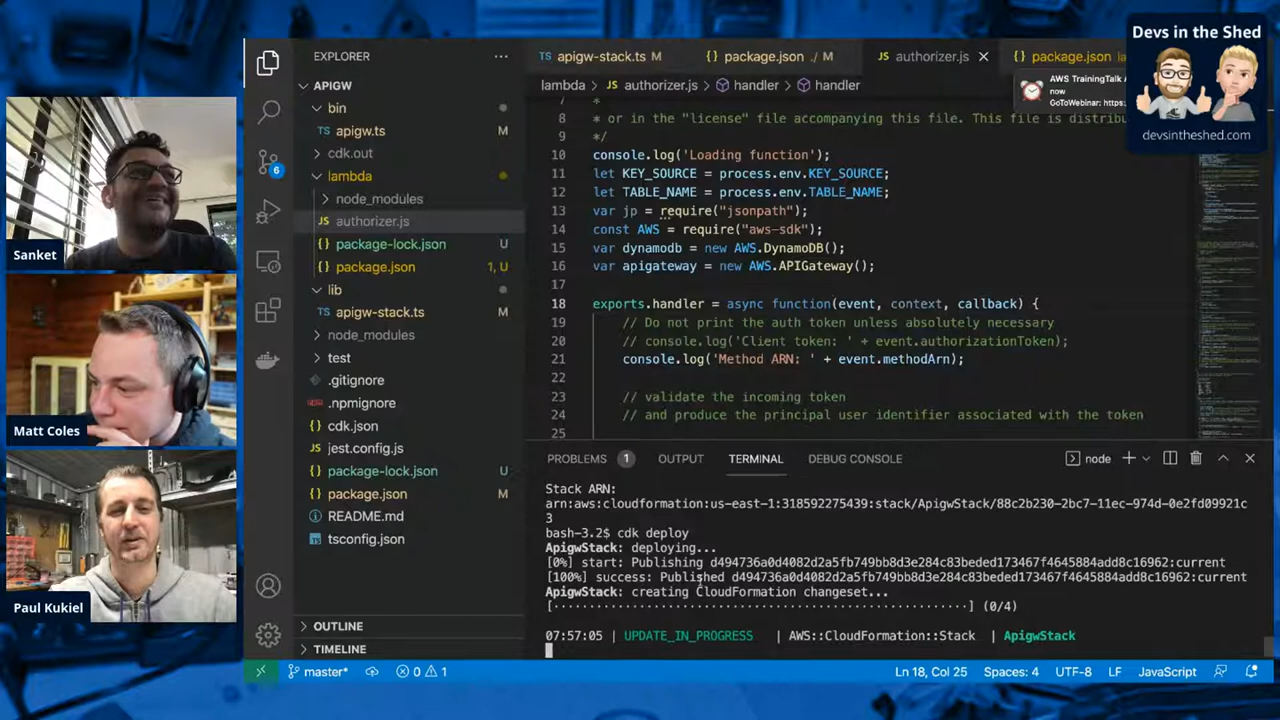 Devs in the Shed
devsintheshed.com
AWS TrainingTalk
now
GoToWebinar: https:
Sanket
Matt Coles
Paul Kukiel
EXPLORER
APIGW
bin
apigw.ts M
cdk.out
lambda
node_modules
authorizer.js
package-lock.json U
package.json 1, U
lib
apigw-stack.ts M
node_modules
test
.gitignore
.npmignore
cdk.json
jest.config.js
package-lock.json U
package.json M
README.md
tsconfig.json
OUTLINE
TIMELINE
6
TS apigw-stack.ts M {} package.json ./ M JS authorizer.js {} package.json
lambda > JS authorizer.js > handler > handler
7 *
8 * or in the "license" file accompanying this file. This file is distrib
9 */
10 console.log('Loading function');
11 let KEY_SOURCE = process.env.KEY_SOURCE;
12 let TABLE_NAME = process.env.TABLE_NAME;
13 var jp = require("jsonpath");
14 const AWS = require("aws-sdk");
15 var dynamodb = new AWS.DynamoDB();
16 var apigateway = new AWS.APIGateway();
17
18 exports.handler = async function(event, context, callback) {
19 // Do not print the auth token unless absolutely necessary
20 // console.log('Client token: ' + event.authorizationToken);
21 console.log('Method ARN: ' + event.methodArn);
22
23 // validate the incoming token
24 // and produce the principal user identifier associated with the token
25
PROBLEMS 1 OUTPUT TERMINAL DEBUG CONSOLE node
Stack ARN:
arn:aws:cloudformation:us-east-1:318592275439:stack/ApigwStack/88c2b230-2bc7-11ec-974d-0e2fd09921c
3
bash-3.2$ cdk deploy
ApigwStack: deploying...
[0%] start: Publishing d494736a0d4082d2a5fb749bb8d3e284c83beded173467f4645884adc8c16962:current
[100%] success: Published d494736a0d4082d2a5fb749bb8d3e284c83beded173467f4645884adc8c16962:current
ApigwStack: creating CloudFormation changeset...
[··························································] (0/4)
07:57:05 | UPDATE_IN_PROGRESS | AWS::CloudFormation::Stack | ApigwStack
master* 0 1 Ln 18, Col 25 Spaces: 4 UTF-8 LF JavaScript